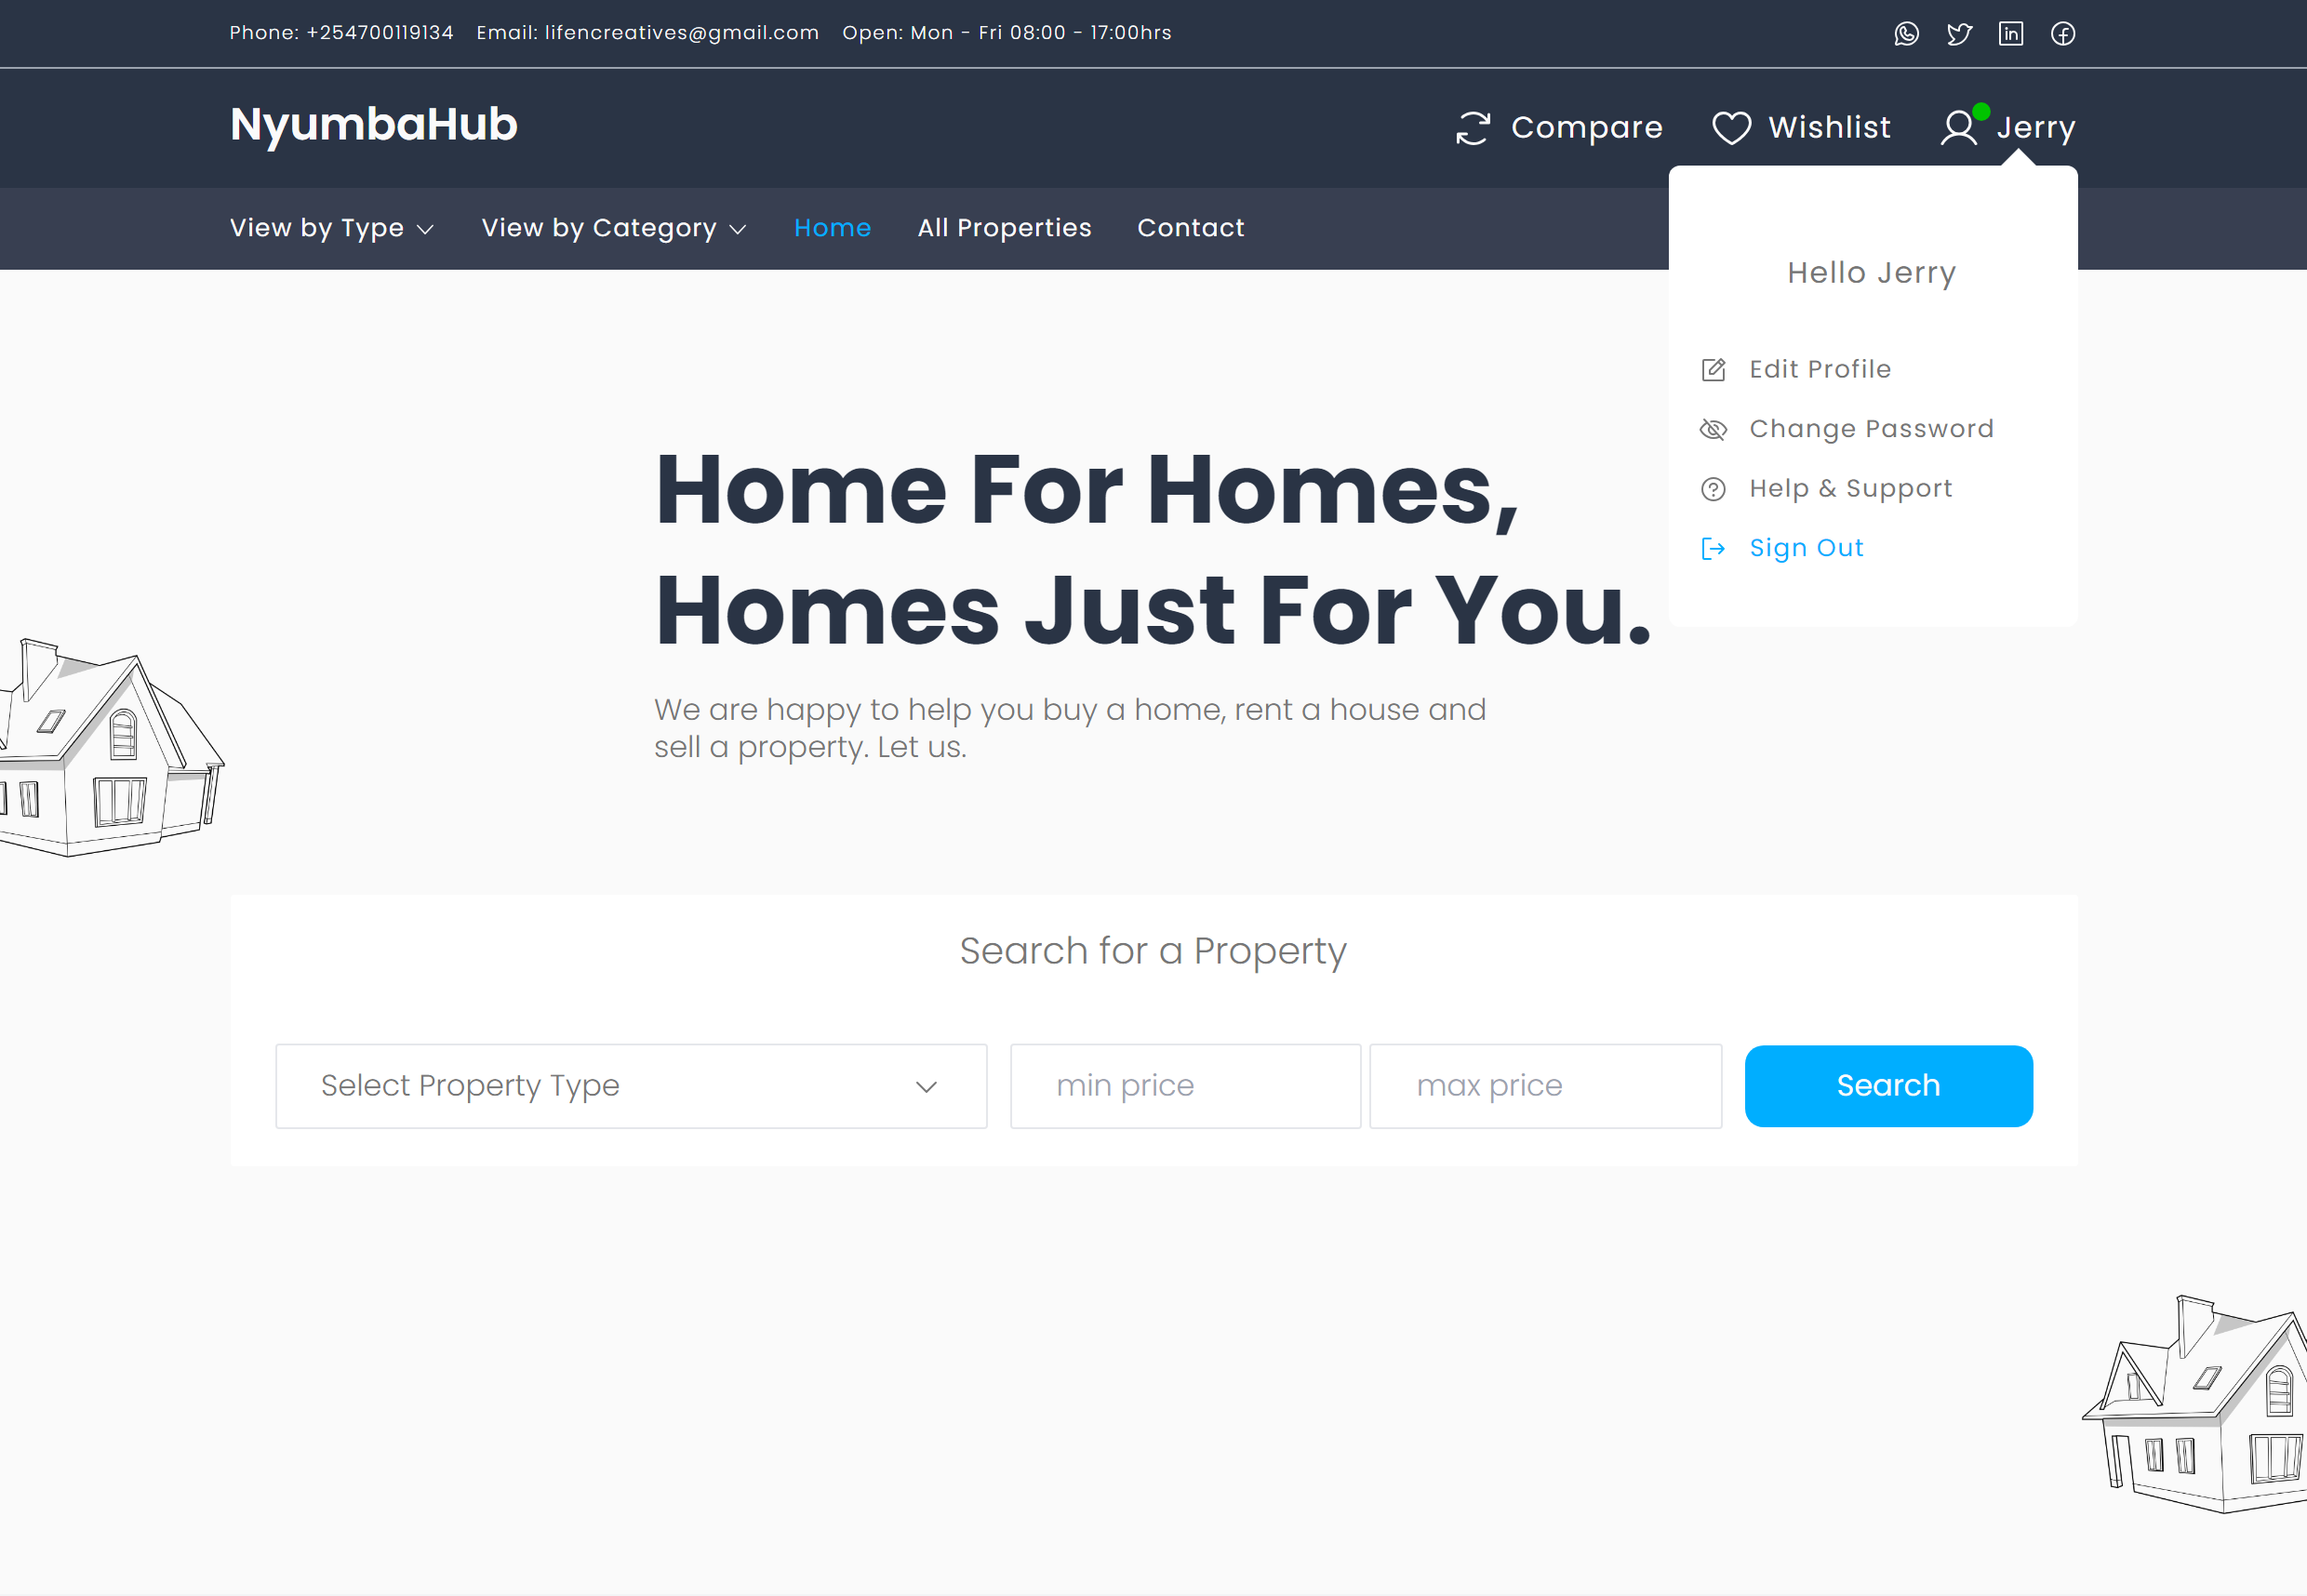 Phone: +254700119134 Email: lifencreatives@gmail.com Open: Mon - Fri 08:00 - 17:00hrs
NyumbaHub
Compare Wishlist Jerry
View by Type View by Category Home All Properties Contact
Hello Jerry
Edit Profile
Change Password
Help & Support
Sign Out
Home For Homes,
Homes Just For You.
We are happy to help you buy a home, rent a house and
sell a property. Let us.
Search for a Property
Select Property Type min price max price Search